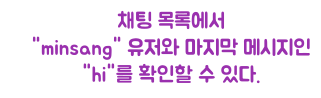 채팅 목록에서
"minsang" 유저와 마지막 메시지인
"hi"를 확인할 수 있다.